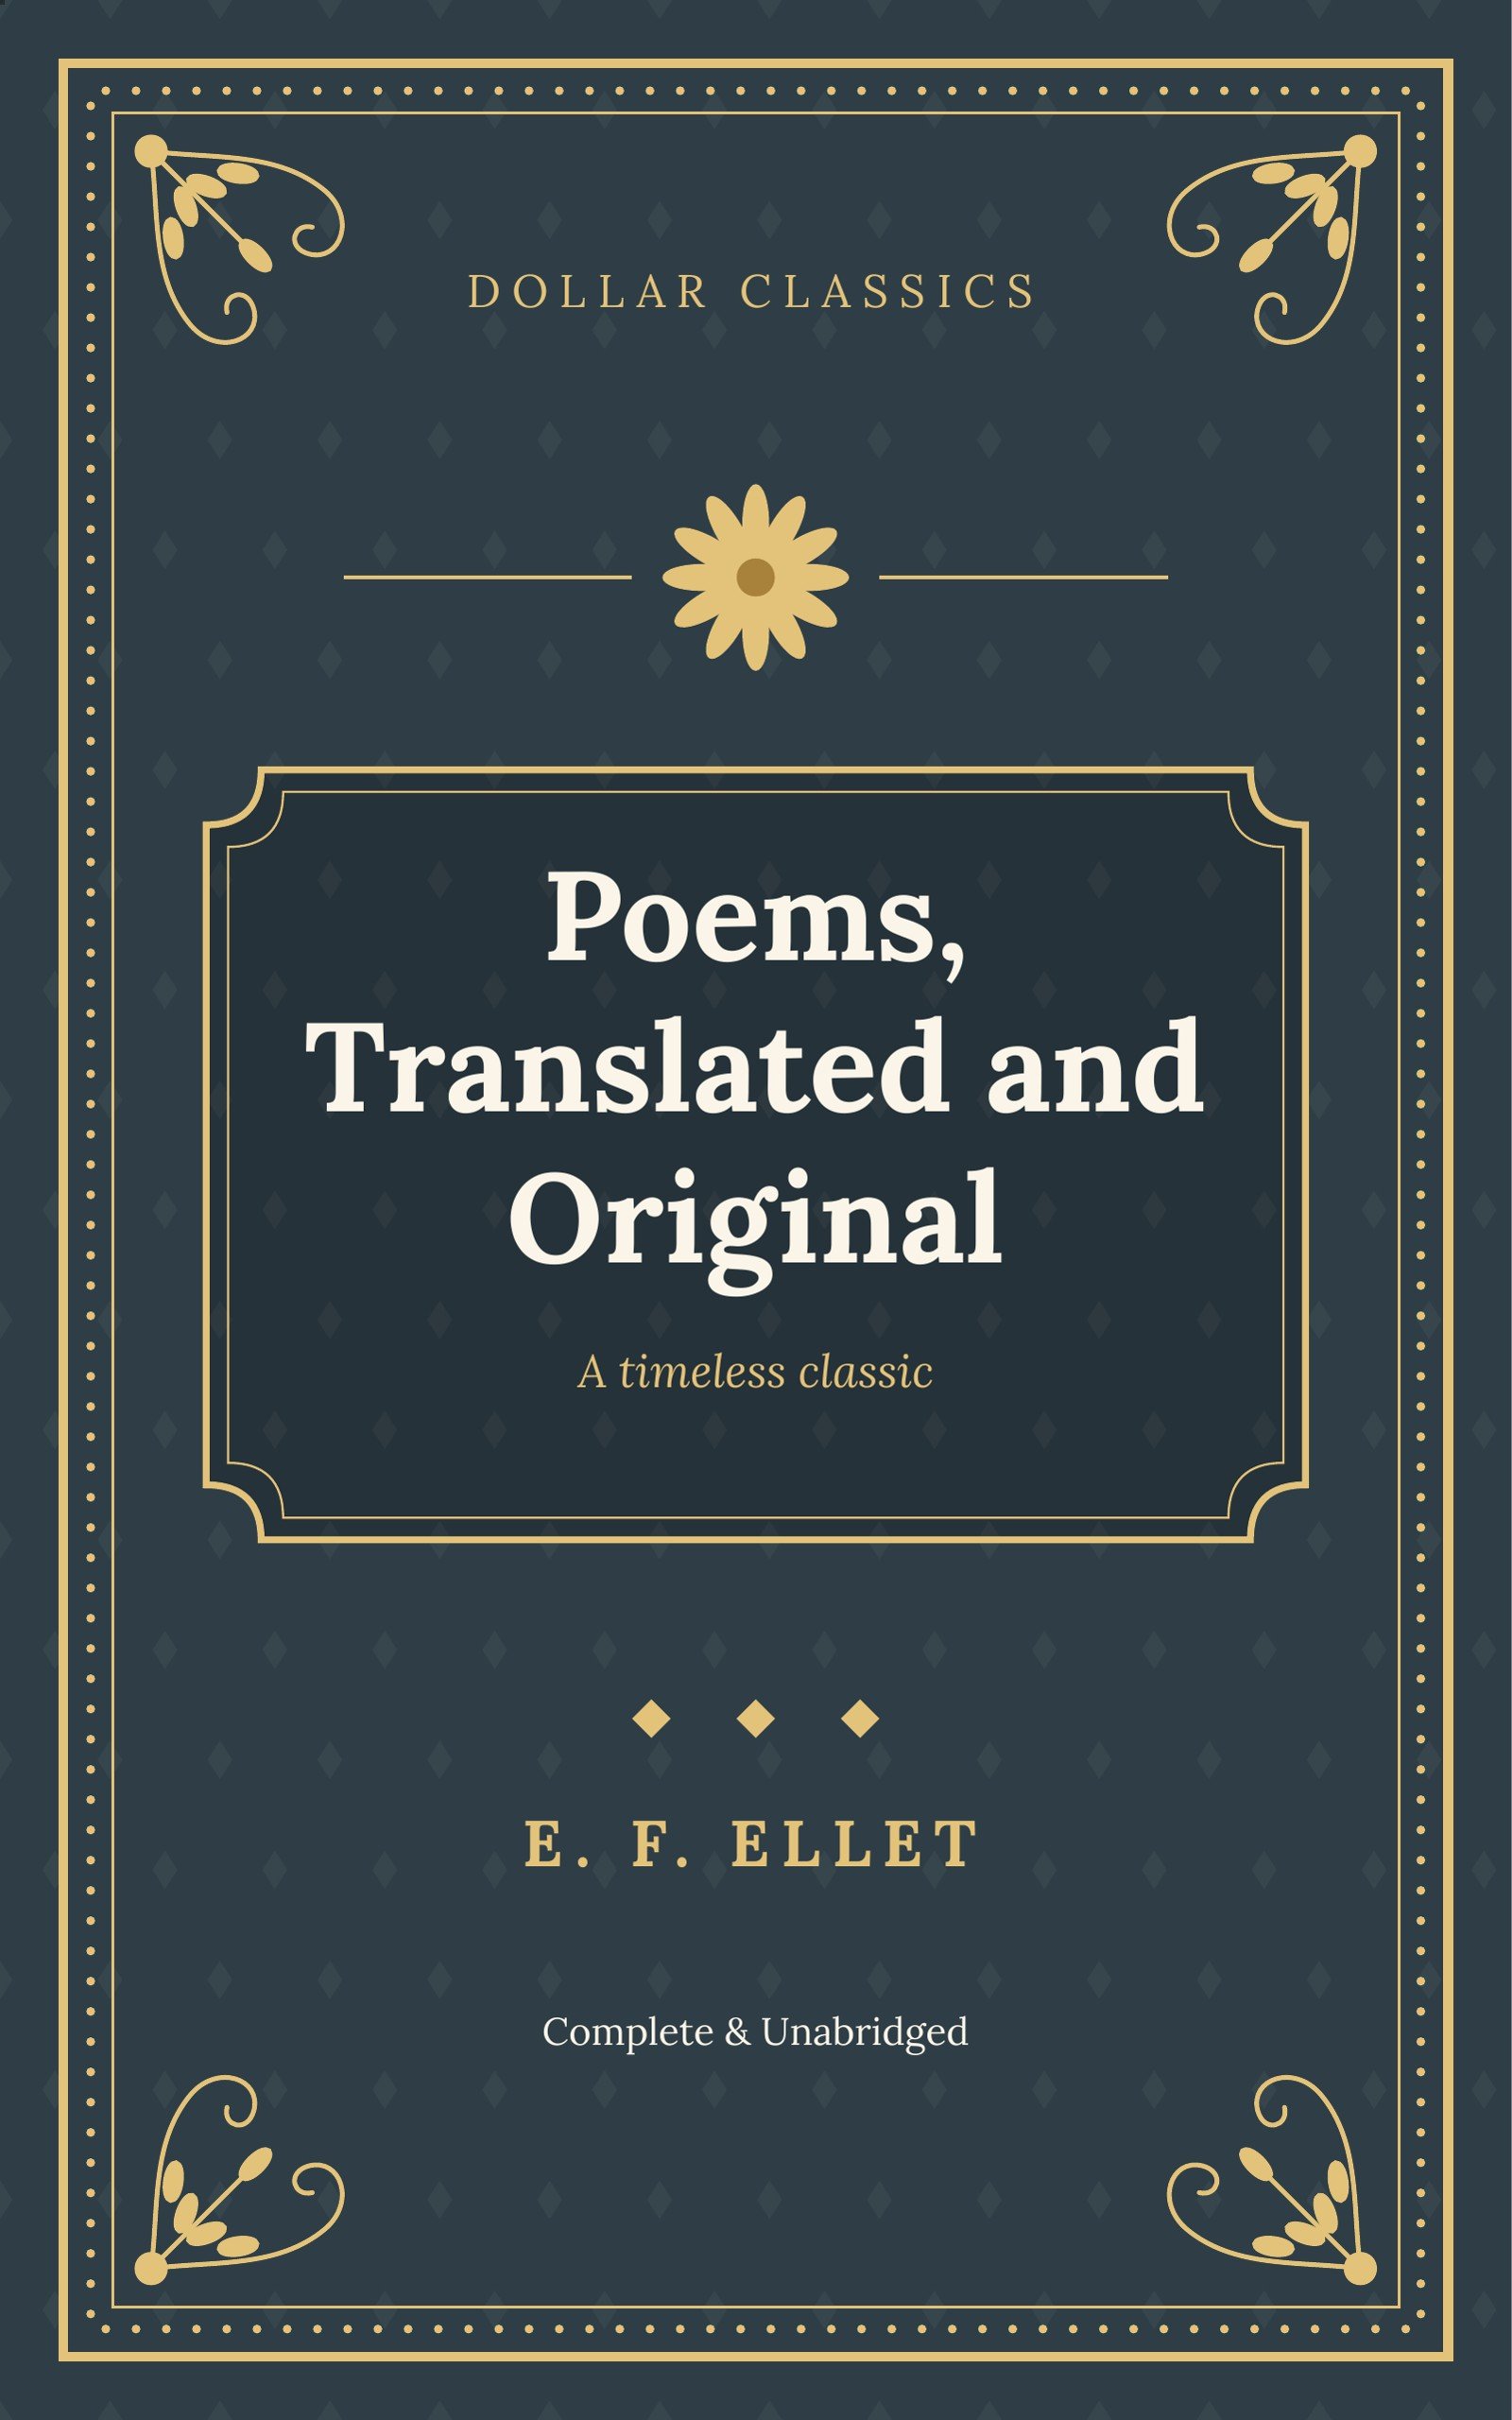 DOLLAR CLASSICS
Poems,
Translated and
Original
A timeless classic
E. F. ELLET
Complete & Unabridged